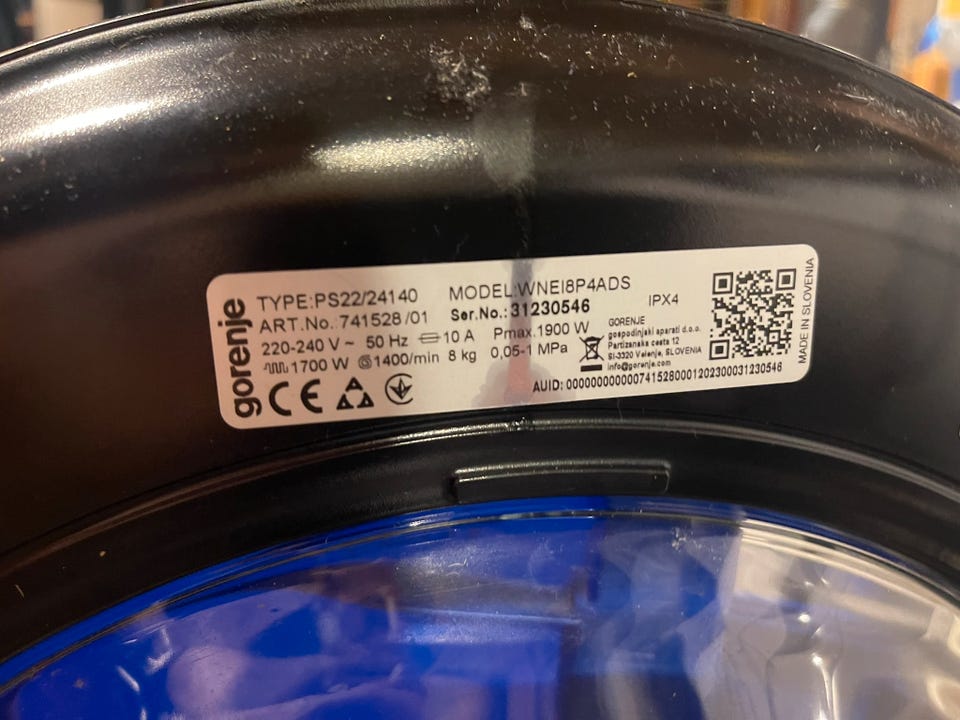 gorenje
TYPE:PS22/24140 MODEL:WNEI8P4ADS
ART.No.:741528/01 Ser.No.: 31230546 IPX4
220-240 V ~ 50 Hz 10 A Pmax.1900 W
1700 W 1400/min 8 kg 0,05-1 MPa
CE
GORENJE
gospodinjski aparati d.o.o.
Partizanska cesta 12
SI-3320 Velenje, SLOVENIA
info@gorenje.com
AUID: 0000000000007415280001202300031230546
MADE IN SLOVENIA